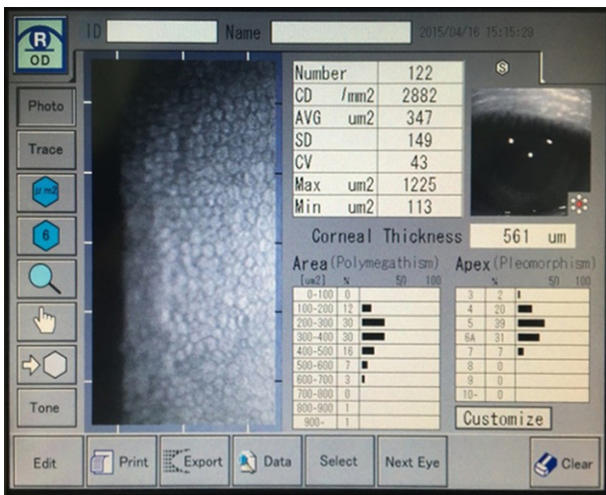 R
OD
ID
Name
2015/04/16 15:15:29
Photo
Trace
μm2
6
Tone
Number 122
CD /mm2 2882
AVG um2 347
SD 149
CV 43
Max um2 1225
Min um2 113
S
Corneal Thickness 561 um
Area (Polymegathism)
[um2] % 50 100
0-100 0
100-200 12
200-300 30
300-400 30
400-500 16
500-600 7
600-700 3
700-800 0
800-900 1
900- 1
Apex (Pleomorphism)
% 50 100
3 2
4 20
5 39
6A 31
7 7
8 0
9 0
10- 0
Customize
Edit
Print
Export
Data
Select
Next Eye
Clear